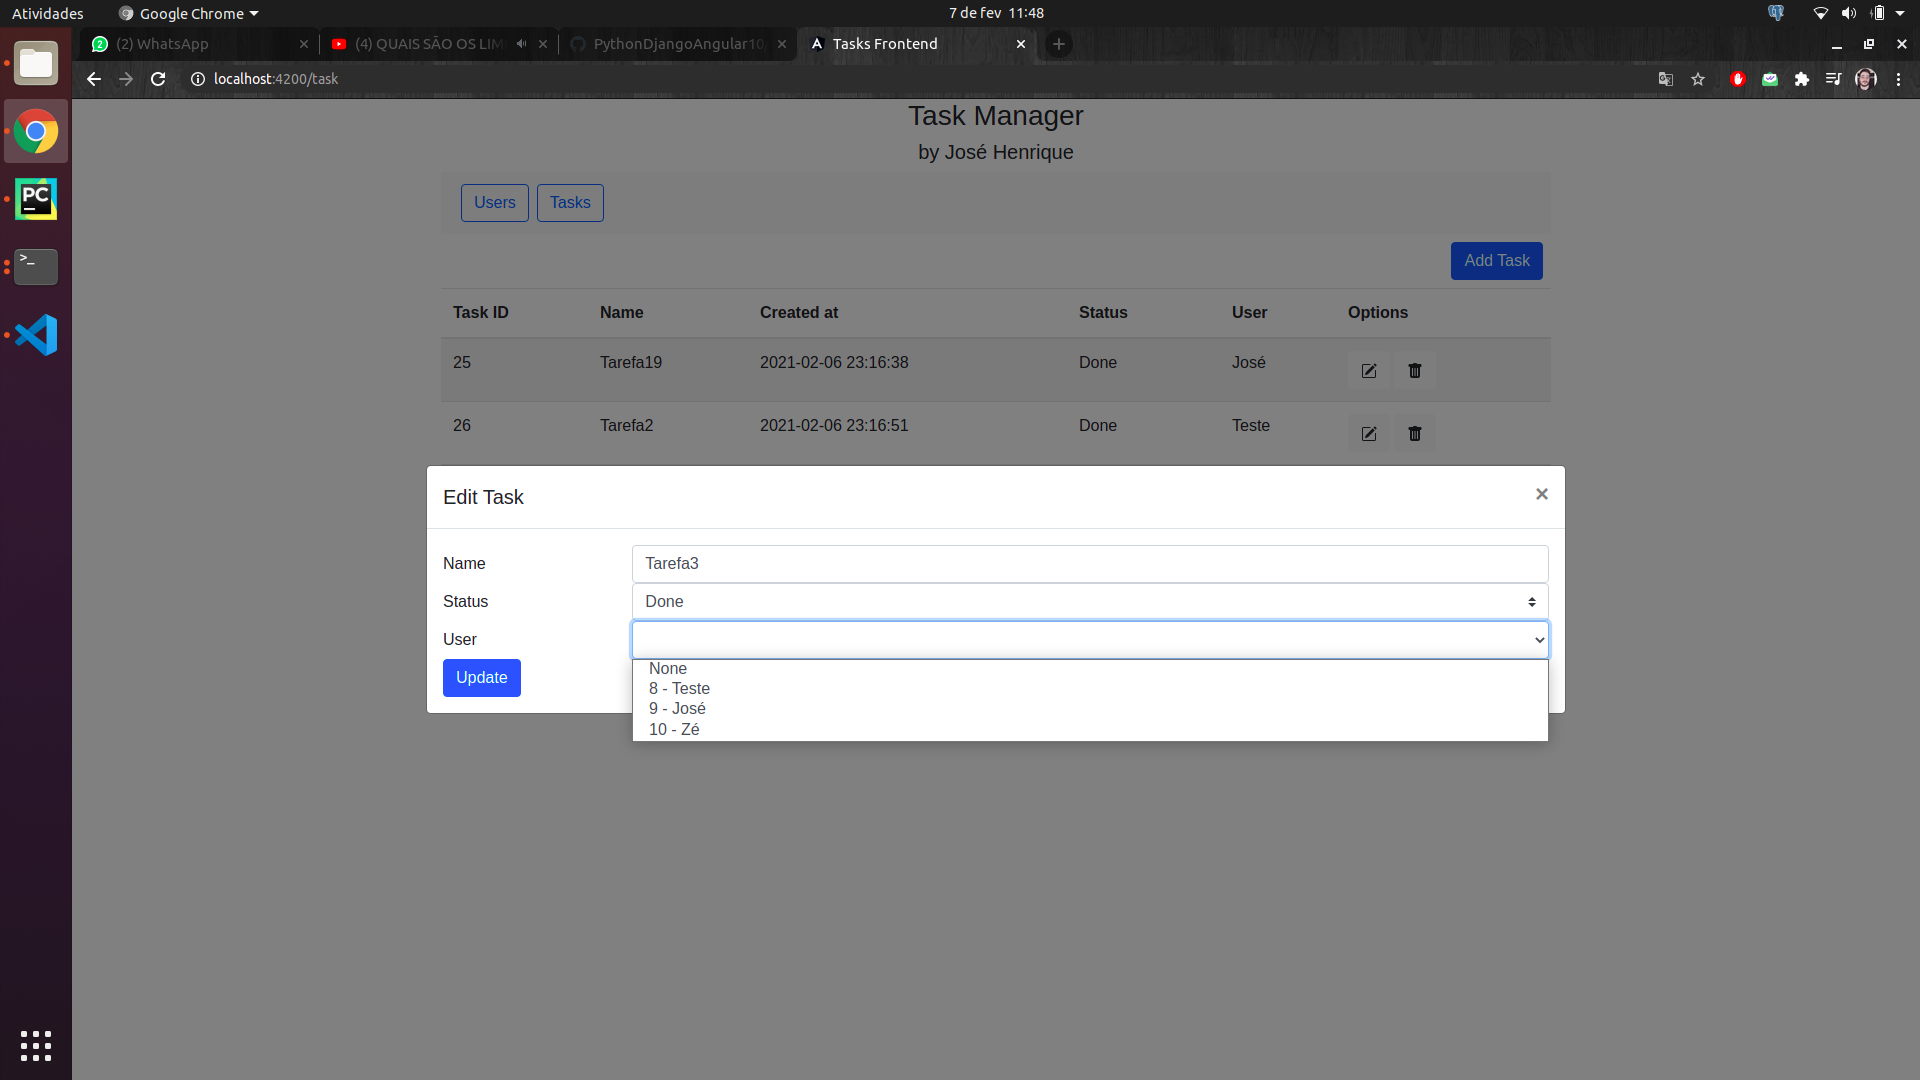 Atividades Google Chrome 7 de fev 11:48
(2) WhatsApp (4) QUAIS SÃO OS LIM PythonDjangoAngular10 Tasks Frontend
localhost:4200/task
Task Manager
by José Henrique
Users Tasks
Add Task
Task ID Name Created at Status User Options
25 Tarefa19 2021-02-06 23:16:38 Done José
26 Tarefa2 2021-02-06 23:16:51 Done Teste
Edit Task ×
Name Tarefa3
Status Done
User
Update
None
8 - Teste
9 - José
10 - Zé
PC
2
>_